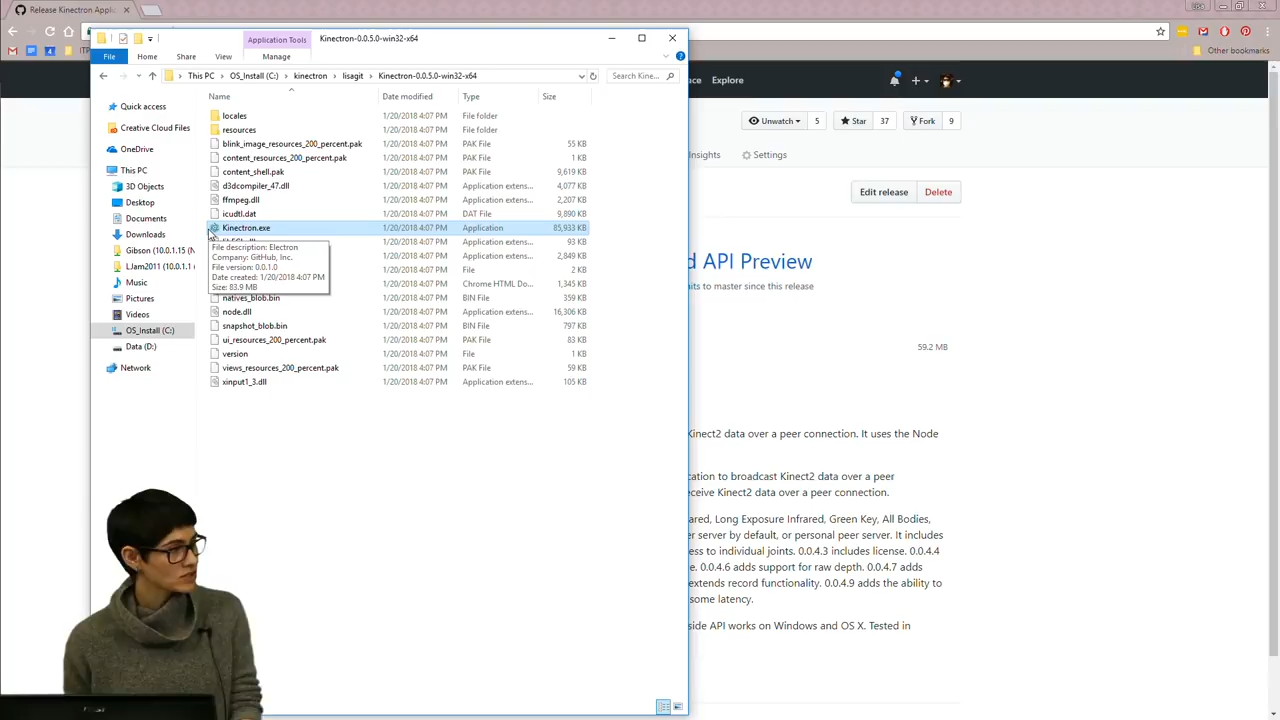 Release Kinectron Appli
Kinectron-0.0.5.0-win32-x64
Application Tools
File
Home
Share
View
Manage
Other bookmarks
This PC
OS_Install (C:)
kinectron
lisagit
Kinectron-0.0.5.0-win32-x64
Search Kine...
ace
Explore
Name
Date modified
Type
Size
Quick access
Creative Cloud Files
OneDrive
This PC
3D Objects
Desktop
Documents
Downloads
Gibson (10.0.1.15 (N
LJam2011 (10.0.1.1
Music
Pictures
Videos
OS_Install (C:)
Data (D:)
Network
locales 1/20/2018 4:07 PM File folder
resources 1/20/2018 4:07 PM File folder
blink_image_resources_200_percent.pak 1/20/2018 4:07 PM PAK File 55 KB
content_resources_200_percent.pak 1/20/2018 4:07 PM PAK File 1 KB
content_shell.pak 1/20/2018 4:07 PM PAK File 9,619 KB
d3dcompiler_47.dll 1/20/2018 4:07 PM Application extens... 4,077 KB
ffmpeg.dll 1/20/2018 4:07 PM Application extens... 2,207 KB
icudtl.dat 1/20/2018 4:07 PM DAT File 9,890 KB
Kinectron.exe 1/20/2018 4:07 PM Application 85,933 KB
1/20/2018 4:07 PM Application extens... 93 KB
1/20/2018 4:07 PM Application extens... 2,849 KB
1/20/2018 4:07 PM File 2 KB
1/20/2018 4:07 PM Chrome HTML Do... 1,345 KB
natives_blob.bin 1/20/2018 4:07 PM BIN File 359 KB
node.dll 1/20/2018 4:07 PM Application extens... 16,306 KB
snapshot_blob.bin 1/20/2018 4:07 PM BIN File 797 KB
ui_resources_200_percent.pak 1/20/2018 4:07 PM PAK File 83 KB
version 1/20/2018 4:07 PM File 1 KB
views_resources_200_percent.pak 1/20/2018 4:07 PM PAK File 59 KB
xinput1_3.dll 1/20/2018 4:07 PM Application extens... 105 KB
File description: Electron
Company: GitHub, Inc.
File version: 0.0.1.0
Date created: 1/20/2018 4:07 PM
Size: 83.9 MB
Unwatch 5
Star 37
Fork 9
Insights
Settings
Edit release
Delete
d API Preview
its to master since this release
59.2 MB
Kinect2 data over a peer connection. It uses the Node
cation to broadcast Kinect2 data over a peer
eceive Kinect2 data over a peer connection.
ared, Long Exposure Infrared, Green Key, All Bodies,
er server by default, or personal peer server. It includes
ess to individual joints. 0.0.4.3 includes license. 0.0.4.4
e. 0.0.4.6 adds support for raw depth. 0.0.4.7 adds
extends record functionality. 0.0.4.9 adds the ability to
some latency.
side API works on Windows and OS X. Tested in